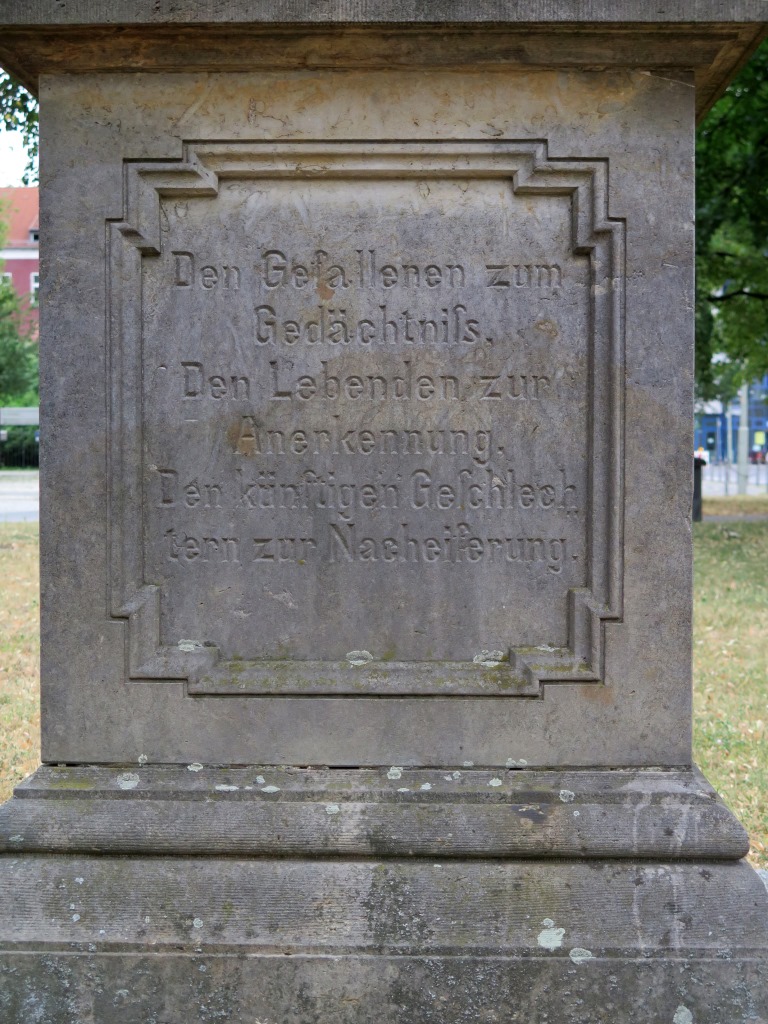 Den Gefallenen zum
Gedächtniſs.
Den Lebenden zur
Anerkennung.
Den künftigen Geſchlech
tern zur Nacheiferung.